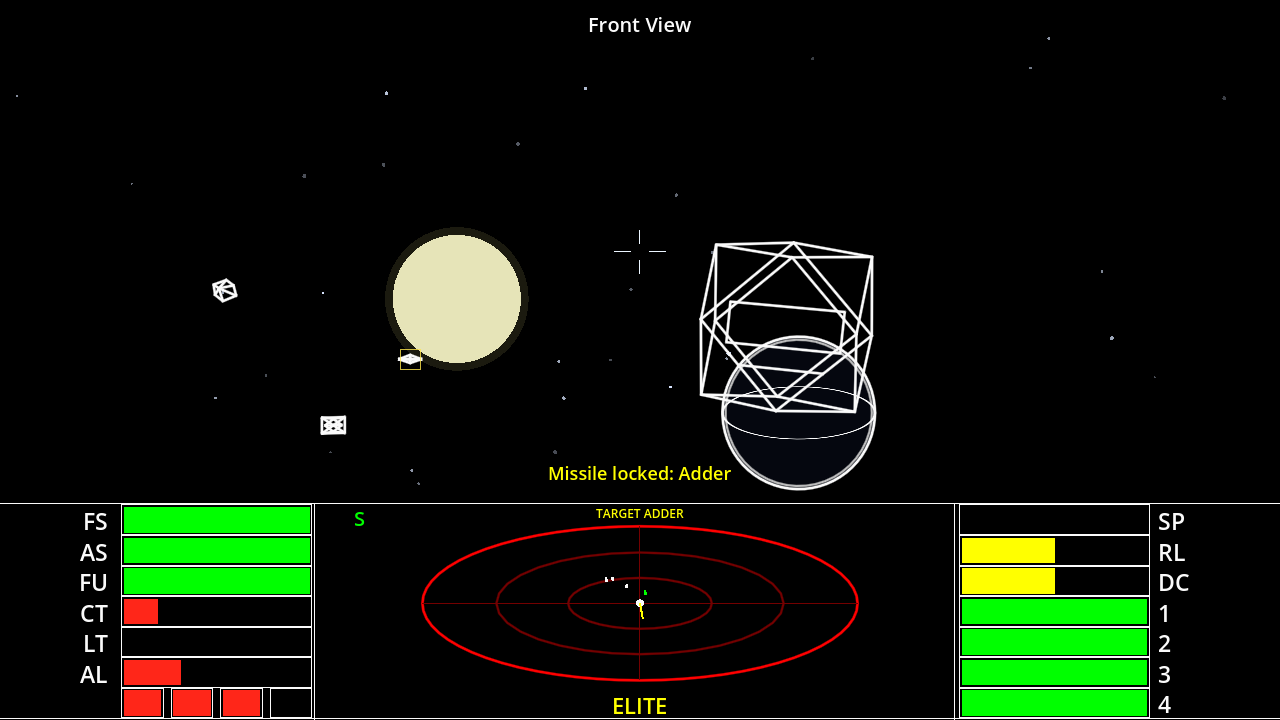 Front View
Missile locked: Adder
FS
AS
FU
CT
LT
AL
S
TARGET ADDER
ELITE
SP
RL
DC
1
2
3
4